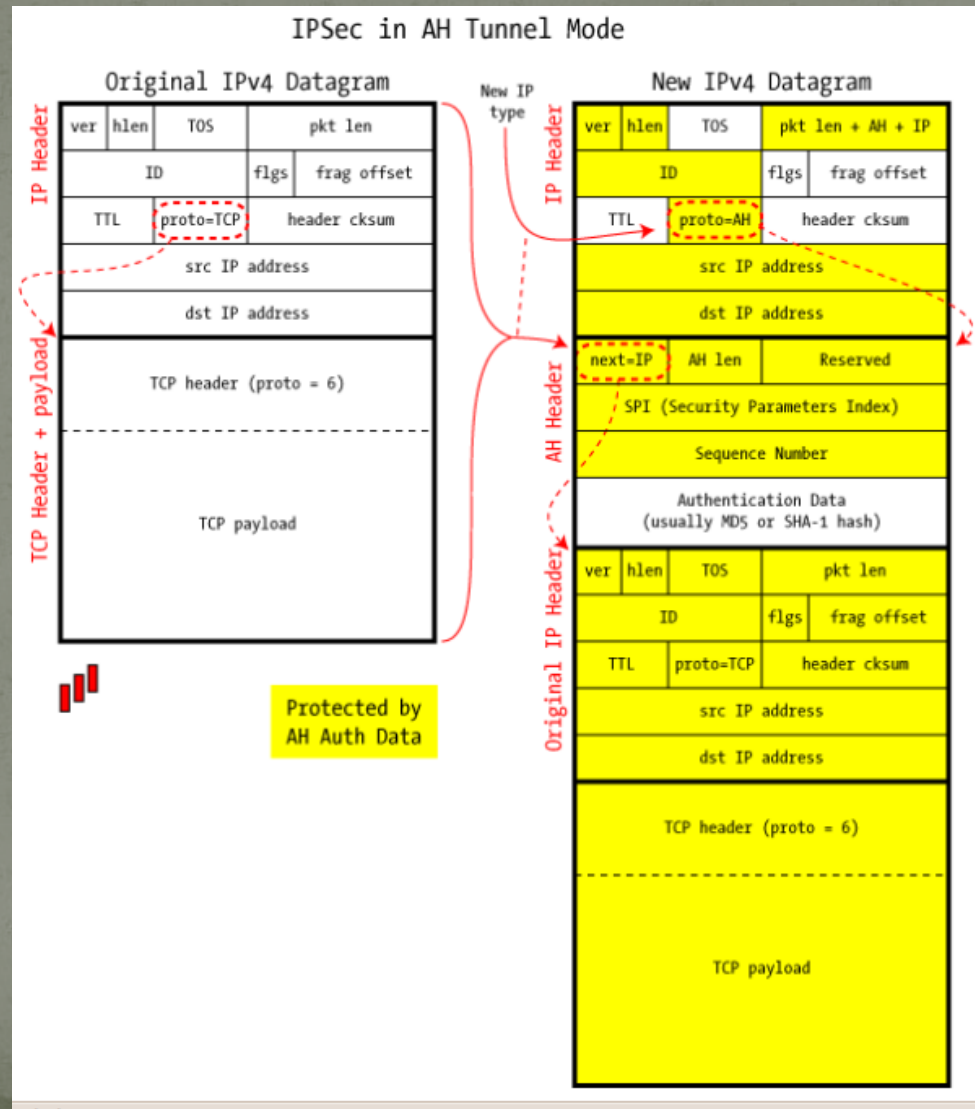 IPSec in AH Tunnel Mode
Original IPv4 Datagram
IP Header
ver hlen TOS pkt len
ID flgs frag offset
TTL proto=TCP header cksum
src IP address
dst IP address
TCP Header + payload
TCP header (proto = 6)
TCP payload
Protected by
AH Auth Data
New IP
type
New IPv4 Datagram
IP Header
ver hlen TOS pkt len + AH + IP
ID flgs frag offset
TTL proto=AH header cksum
src IP address
dst IP address
AH Header
next=IP AH len Reserved
SPI (Security Parameters Index)
Sequence Number
Authentication Data
(usually MD5 or SHA-1 hash)
Original IP Header
ver hlen TOS pkt len
ID flgs frag offset
TTL proto=TCP header cksum
src IP address
dst IP address
TCP header (proto = 6)
TCP payload